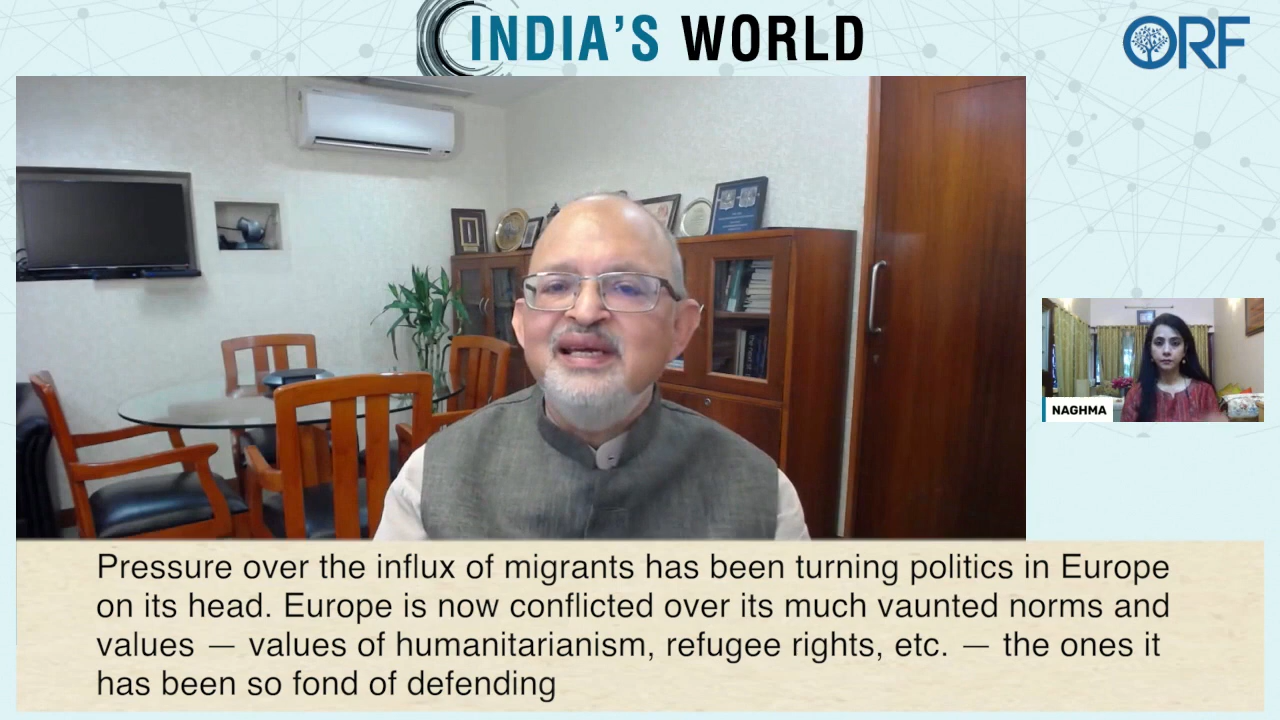 INDIA'S WORLD
ORF
NAGHMA
Pressure over the influx of migrants has been turning politics in Europe
on its head. Europe is now conflicted over its much vaunted norms and
values — values of humanitarianism, refugee rights, etc. — the ones it
has been so fond of defending